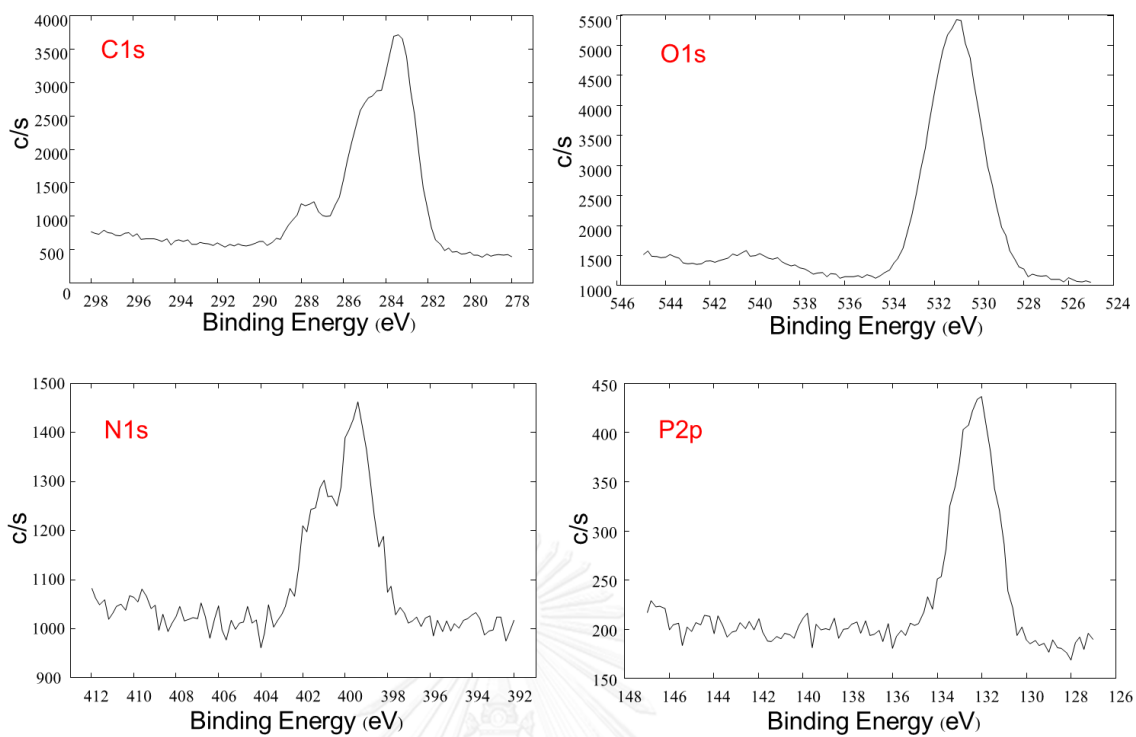 C1s
4000
3500
3000
2500
2000
1500
1000
500
0
c/s
298 296 294 292 290 288 286 284 282 280 278
Binding Energy (eV)
O1s
5500
5000
4500
4000
3500
3000
2500
2000
1500
1000
c/s
546 544 542 540 538 536 534 532 530 528 526 524
Binding Energy (eV)
N1s
1500
1400
1300
1200
1100
1000
900
c/s
412 410 408 406 404 402 400 398 396 394 392
Binding Energy (eV)
P2p
450
400
350
300
250
200
150
c/s
148 146 144 142 140 138 136 134 132 130 128 126
Binding Energy (eV)